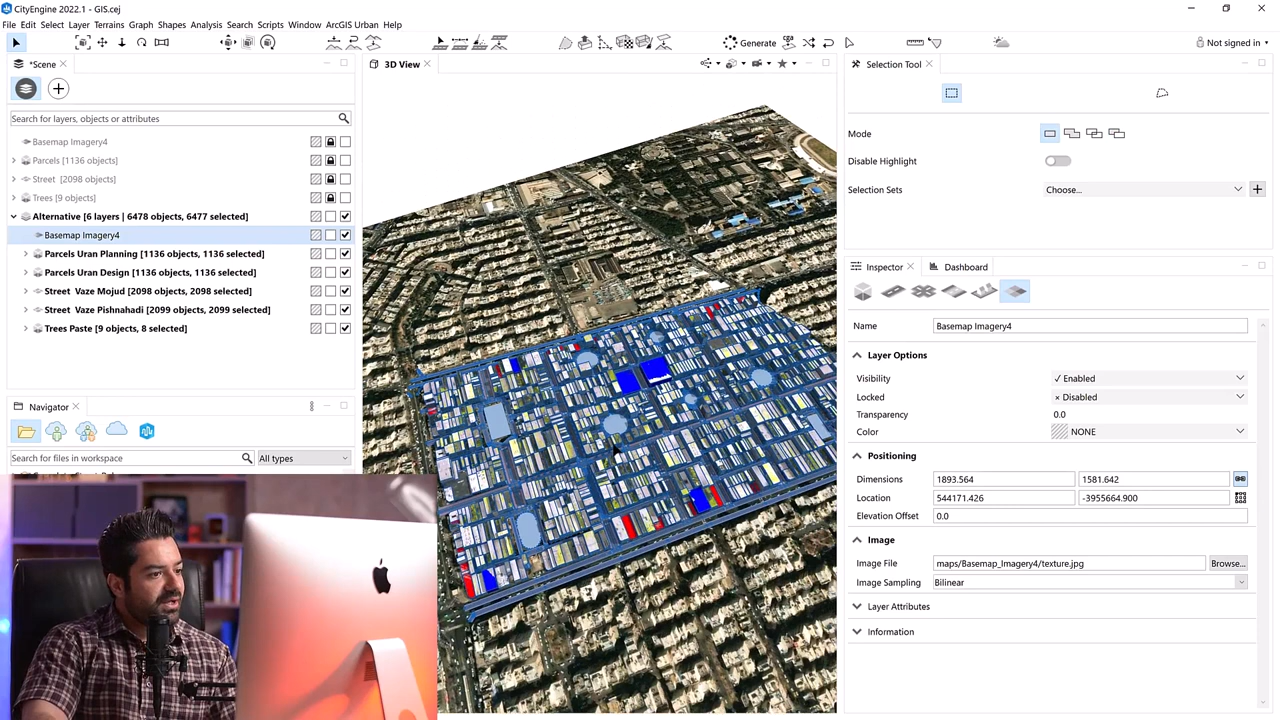 CityEngine 2022.1 - GIS.cej
File Edit Select Layer Terrains Graph Shapes Analysis Search Scripts Window ArcGIS Urban Help
Generate
Not signed in
*Scene
Search for layers, objects or attributes
Basemap Imagery4
Parcels [1136 objects]
Street [2098 objects]
Trees [9 objects]
Alternative [6 layers | 6478 objects, 6477 selected]
Basemap Imagery4
Parcels Uran Planning [1136 objects, 1136 selected]
Parcels Uran Design [1136 objects, 1136 selected]
Street Vaze Mojud [2098 objects, 2098 selected]
Street Vaze Pishnahadi [2099 objects, 2099 selected]
Trees Paste [9 objects, 8 selected]
Navigator
Search for files in workspace
All types
3D View
Selection Tool
Mode
Disable Highlight
Selection Sets Choose...
Inspector Dashboard
Name Basemap Imagery4
Layer Options
Visibility ✓ Enabled
Locked × Disabled
Transparency 0.0
Color NONE
Positioning
Dimensions 1893.564 1581.642
Location 544171.426 -3955664.900
Elevation Offset 0.0
Image
Image File maps/Basemap_Imagery4/texture.jpg Browse...
Image Sampling Bilinear
Layer Attributes
Information